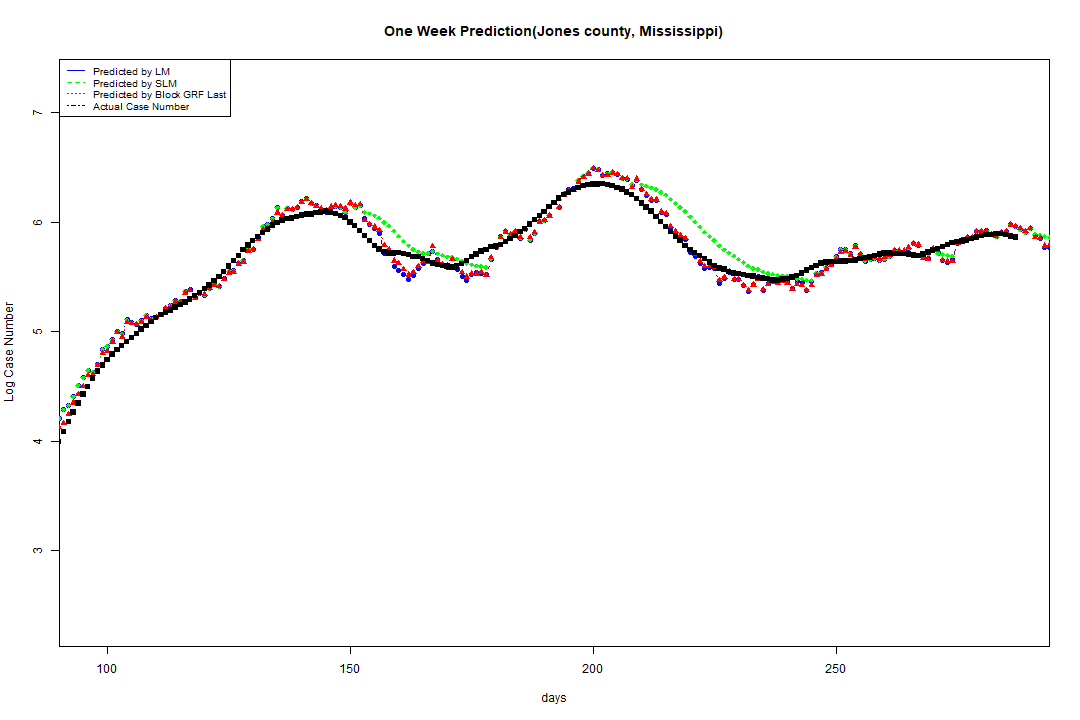 One Week Prediction(Jones county, Mississippi)
Predicted by LM
Predicted by SLM
Predicted by Block GRF Last
Actual Case Number
7
6
5
4
3
Log Case Number
100 150 200 250
days